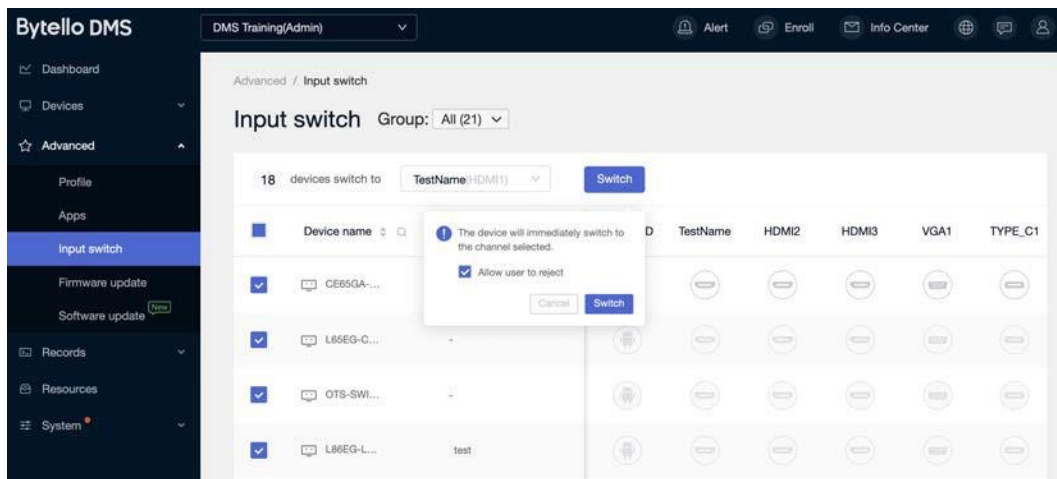 Bytello DMS
DMS Training(Admin)
Alert
Enroll
Info Center
Dashboard
Devices
Advanced
Profile
Apps
Input switch
Firmware update
Software update New
Records
Resources
System
Advanced / Input switch
Input switch Group: All (21)
18 devices switch to TestName(HDMI1) Switch
Device name D TestName HDMI2 HDMI3 VGA1 TYPE_C1
The device will immediately switch to
the channel selected.
Allow user to reject
Cancel Switch
CE65GA-...
L65EG-C... -
OTS-SWI... -
L86EG-L... test